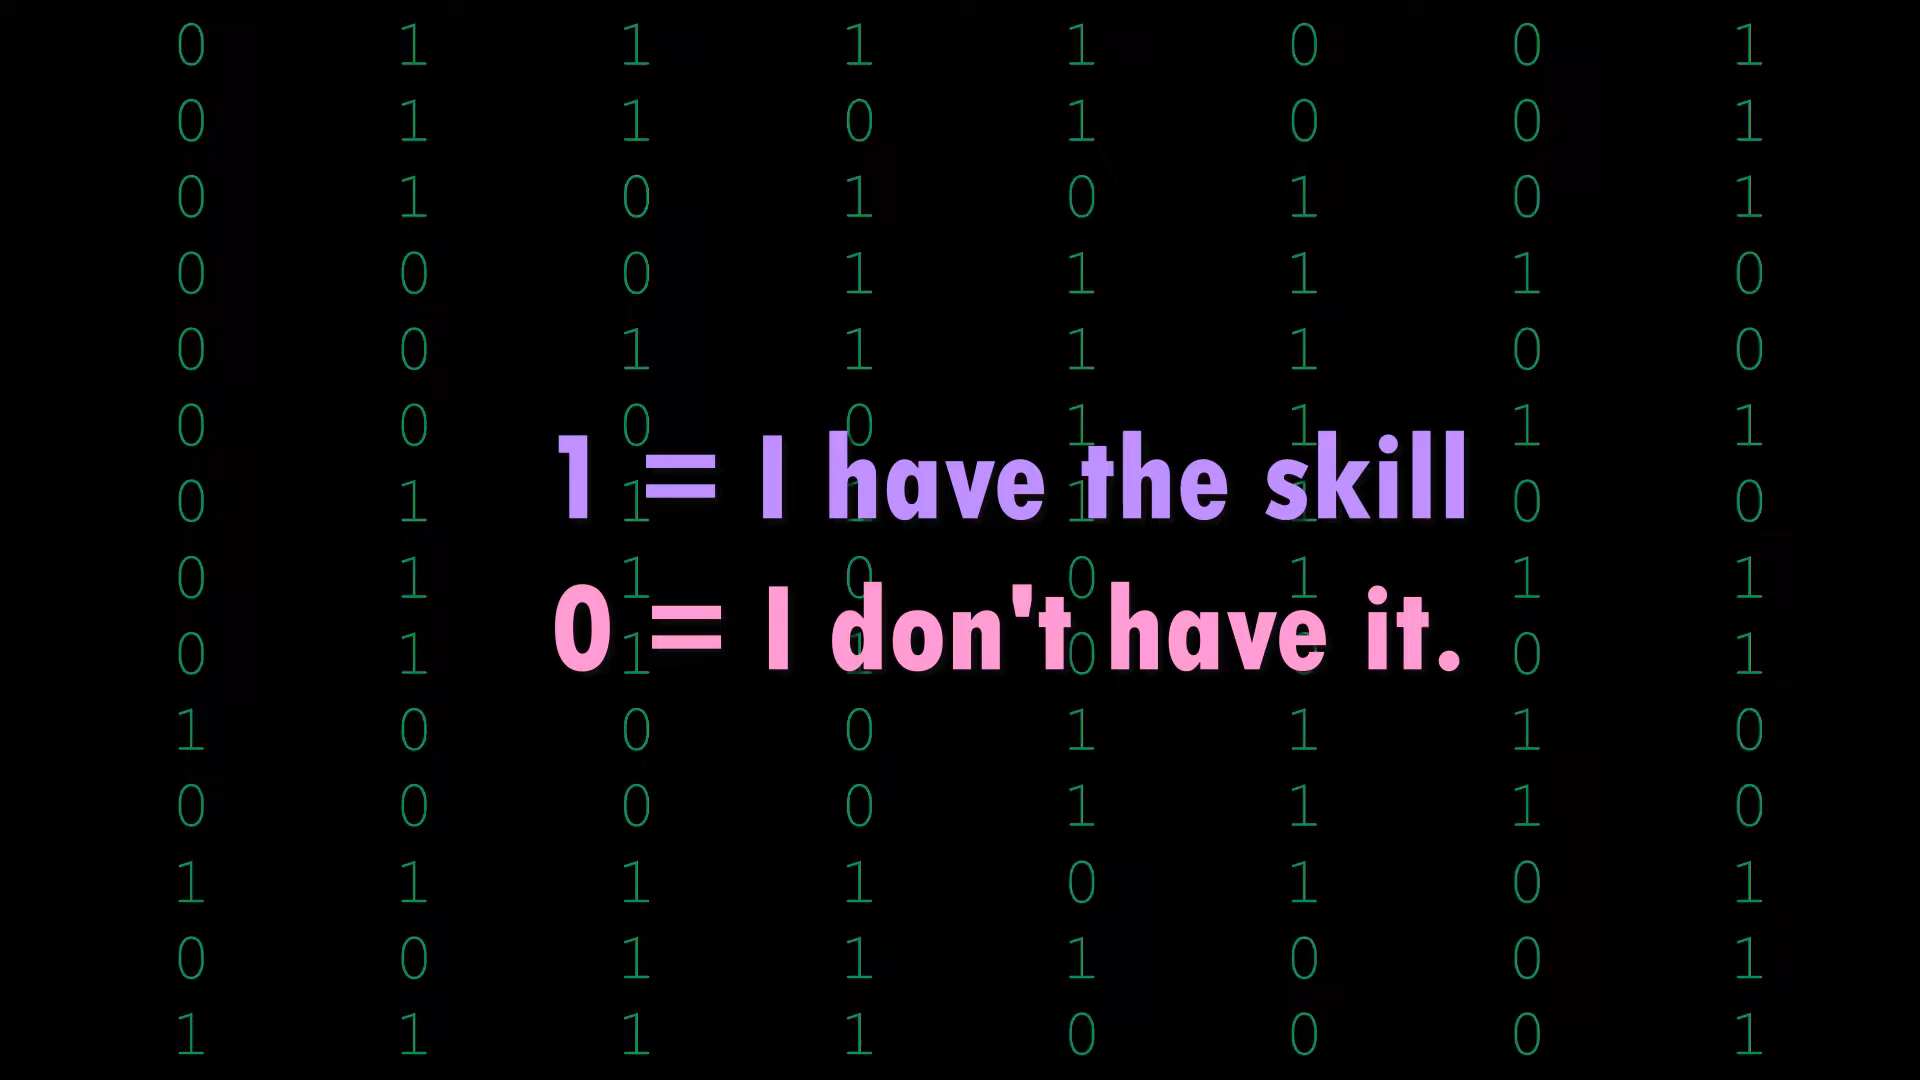 0 1 1 1 1 0 0 1
0 1 1 0 1 0 0 1
0 1 0 1 0 1 0 1
0 0 0 1 1 1 1 0
0 0 1 1 1 1 0 0
0 0 0 0 1 1 1 1
1 = I have the skill
0 1 1 1 1 0 0
0 1 1 0 0 1 1 1
0 = I don't have it.
0 1 1 1 0 0 0 1
1 0 0 0 1 1 1 0
0 0 0 0 1 1 1 0
1 1 1 1 0 1 0 1
0 0 1 1 1 0 0 1
1 1 1 1 0 0 0 1